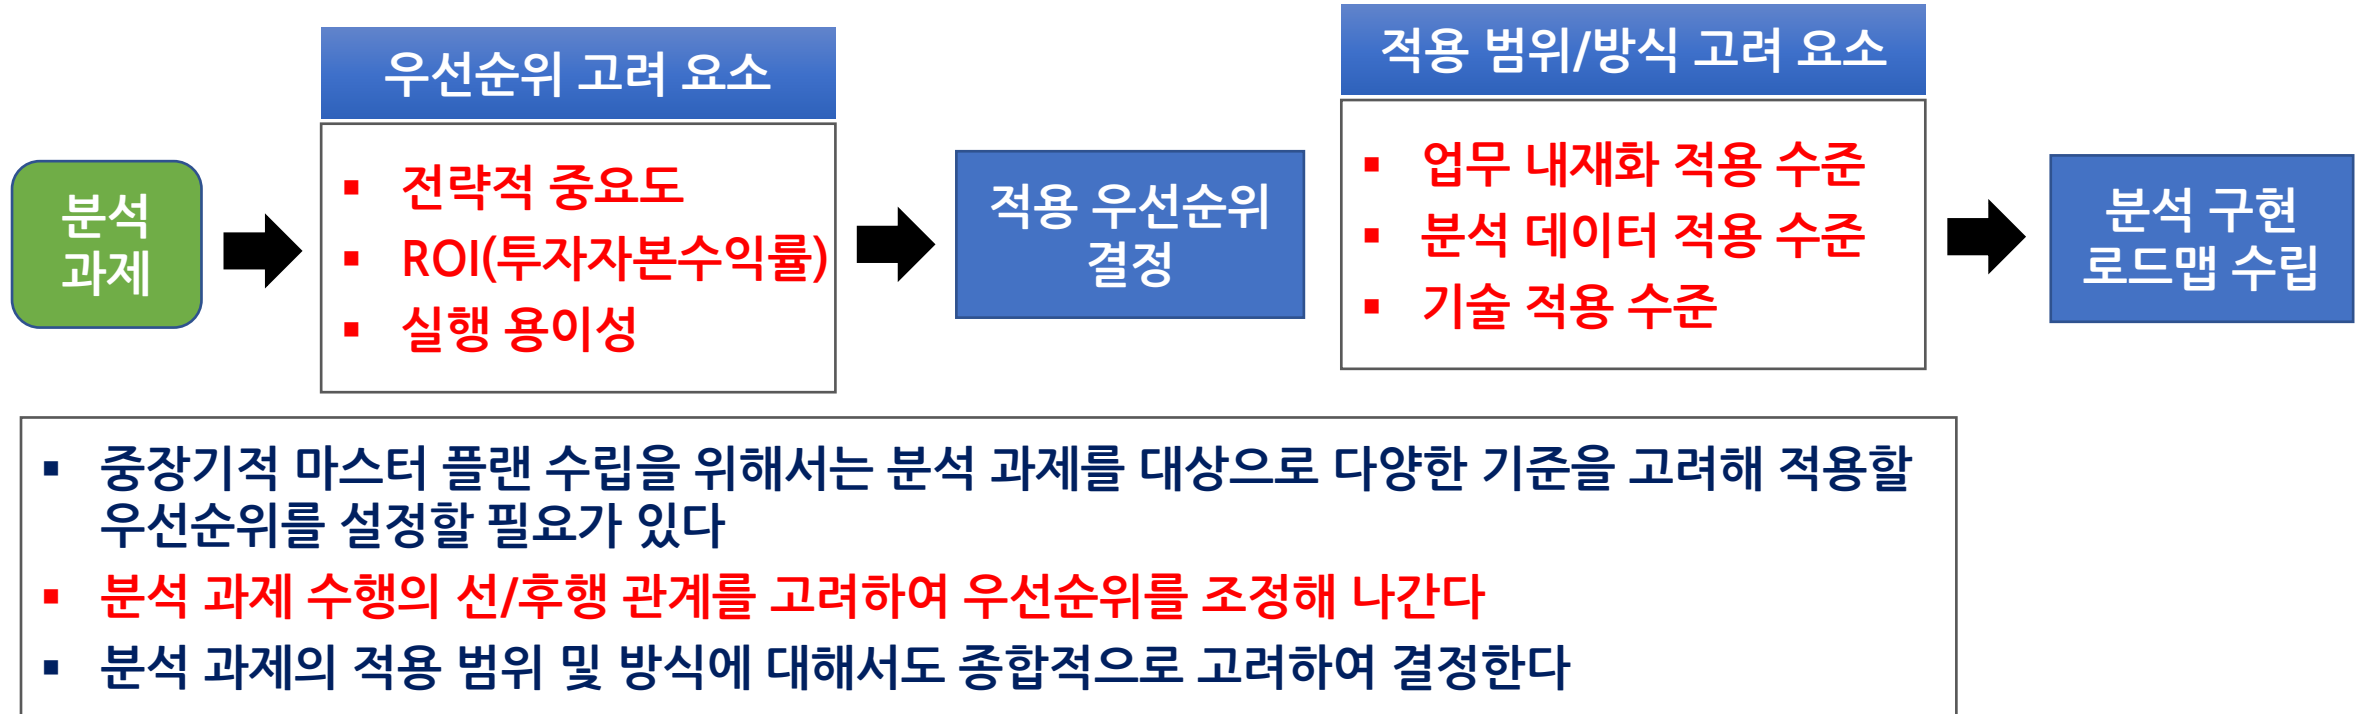 분석
과제
우선순위 고려 요소
▪ 전략적 중요도
▪ ROI(투자자본수익률)
▪ 실행 용이성
적용 우선순위
결정
적용 범위/방식 고려 요소
▪ 업무 내재화 적용 수준
▪ 분석 데이터 적용 수준
▪ 기술 적용 수준
분석 구현
로드맵 수립
▪ 중장기적 마스터 플랜 수립을 위해서는 분석 과제를 대상으로 다양한 기준을 고려해 적용할
우선순위를 설정할 필요가 있다
▪ 분석 과제 수행의 선/후행 관계를 고려하여 우선순위를 조정해 나간다
▪ 분석 과제의 적용 범위 및 방식에 대해서도 종합적으로 고려하여 결정한다